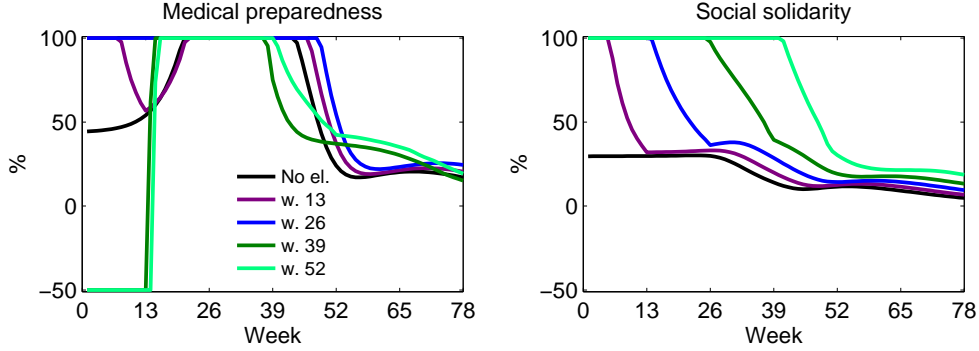 Medical preparedness
100
50
0
−50
%
No el.
w. 13
w. 26
w. 39
w. 52
0 13 26 39 52 65 78
Week
Social solidarity
100
50
0
−50
%
0 13 26 39 52 65 78
Week